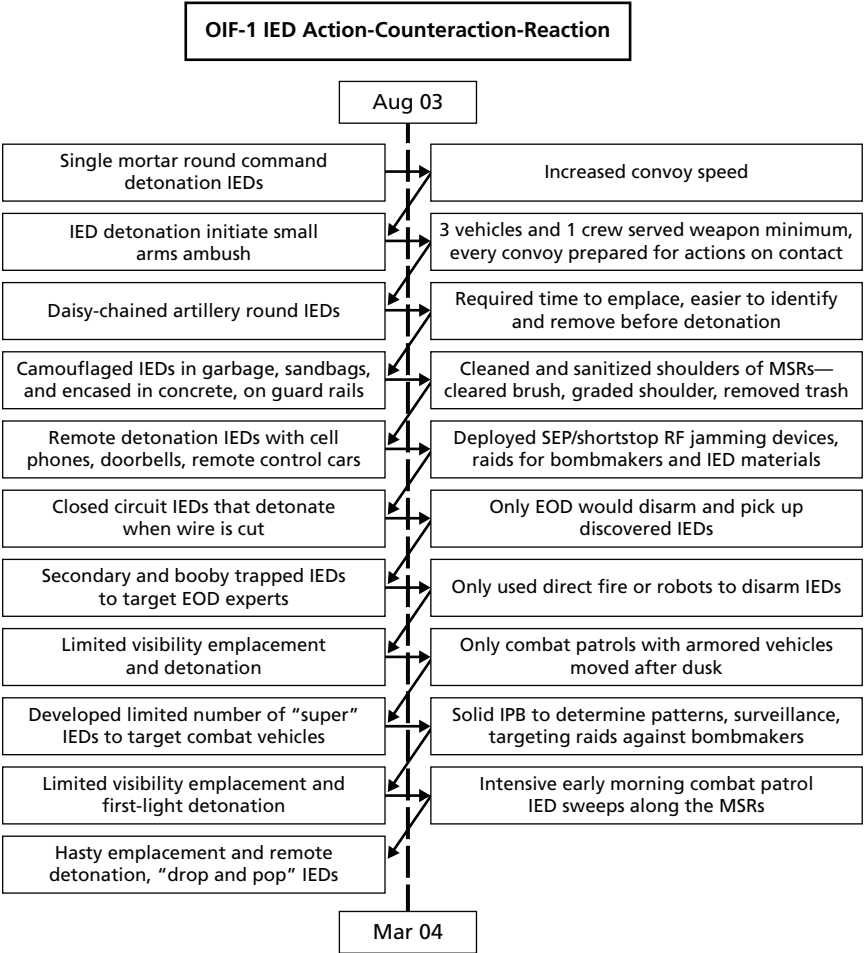 OIF-1 IED Action-Counteraction-Reaction
Aug 03
Single mortar round command
detonation IEDs
Increased convoy speed
IED detonation initiate small
arms ambush
3 vehicles and 1 crew served weapon minimum,
every convoy prepared for actions on contact
Daisy-chained artillery round IEDs
Required time to emplace, easier to identify
and remove before detonation
Camouflaged IEDs in garbage, sandbags,
and encased in concrete, on guard rails
Cleaned and sanitized shoulders of MSRs—
cleared brush, graded shoulder, removed trash
Remote detonation IEDs with cell
phones, doorbells, remote control cars
Deployed SEP/shortstop RF jamming devices,
raids for bombmakers and IED materials
Closed circuit IEDs that detonate
when wire is cut
Only EOD would disarm and pick up
discovered IEDs
Secondary and booby trapped IEDs
to target EOD experts
Only used direct fire or robots to disarm IEDs
Limited visibility emplacement
and detonation
Only combat patrols with armored vehicles
moved after dusk
Developed limited number of “super”
IEDs to target combat vehicles
Solid IPB to determine patterns, surveillance,
targeting raids against bombmakers
Limited visibility emplacement and
first-light detonation
Intensive early morning combat patrol
IED sweeps along the MSRs
Hasty emplacement and remote
detonation, “drop and pop” IEDs
Mar 04